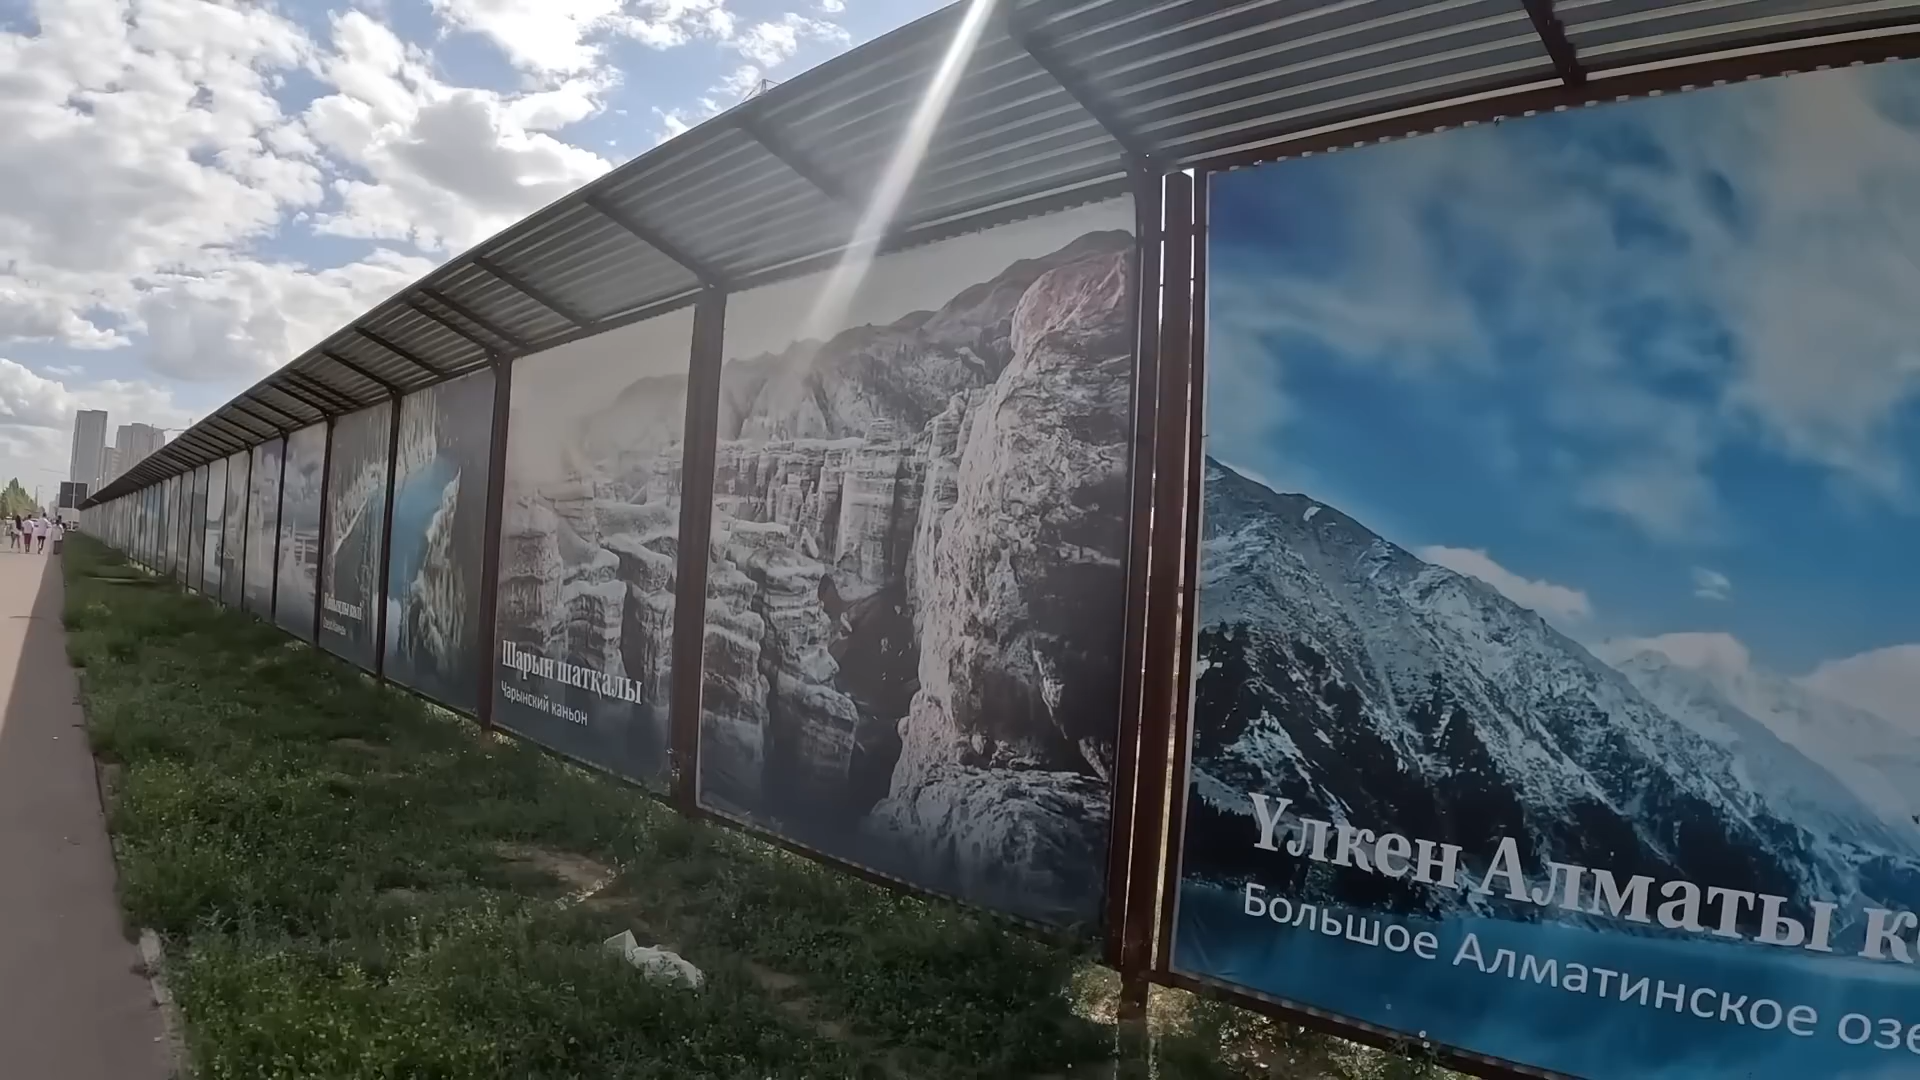 Шарын шатқалы
Чарынский каньон
Үлкен Алматы к
Большое Алматинское озе